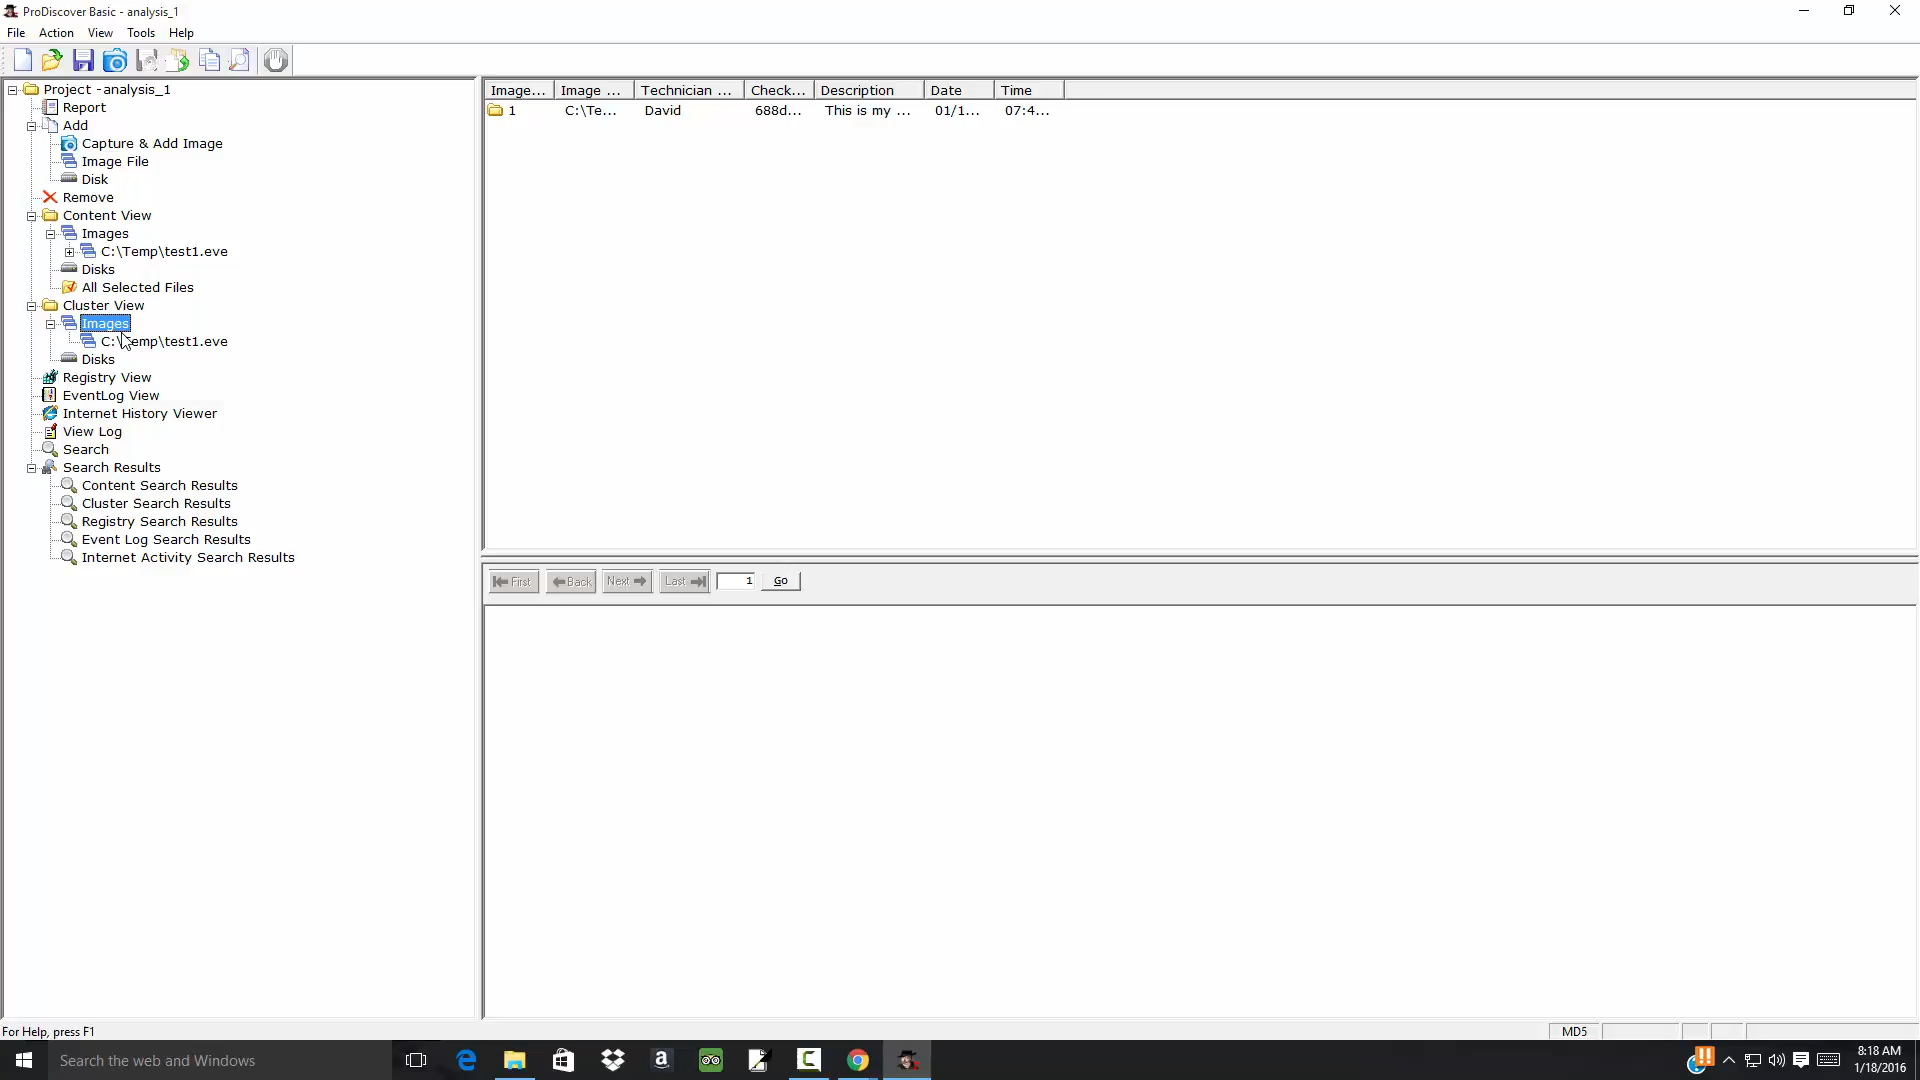 ProDiscover Basic - analysis_1
File Action View Tools Help
Project -analysis_1
Report
Add
Capture & Add Image
Image File
Disk
Remove
Content View
Images
C:\Temp\test1.eve
Disks
All Selected Files
Cluster View
Images
C:\Temp\test1.eve
Disks
Registry View
EventLog View
Internet History Viewer
View Log
Search
Search Results
Content Search Results
Cluster Search Results
Registry Search Results
Event Log Search Results
Internet Activity Search Results
Image... Image ... Technician ... Check... Description Date Time
1 C:\Te... David 688d... This is my ... 01/1... 07:4...
First Back Next Last 1 Go
For Help, press F1
MD5
Search the web and Windows
8:18 AM
1/18/2016